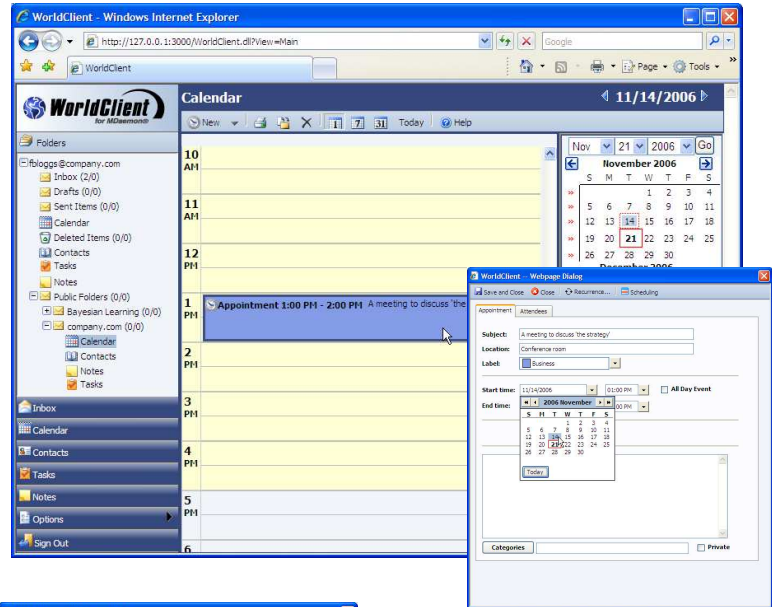 WorldClient - Windows Internet Explorer
http://127.0.0.1:3000/WorldClient.dll?View=Main
Google
WorldClient
Page
Tools
WorldClient
for MDaemon®
Calendar
11/14/2006
New
1
7
31
Today
Help
Folders
fbloggs@company.com
Inbox (2/0)
Drafts (0/0)
Sent Items (0/0)
Calendar
Deleted Items (0/0)
Contacts
Tasks
Notes
Public Folders (0/0)
Bayesian Learning (0/0)
company.com (0/0)
Calendar
Contacts
Notes
Tasks
Inbox
Calendar
Contacts
Tasks
Notes
Options
Sign Out
10
AM
11
AM
12
PM
1
PM
Appointment 1:00 PM - 2:00 PM A meeting to discuss 'the
2
PM
3
PM
4
PM
5
PM
6
Nov 21 2006 Go
November 2006
S M T W T F S
1 2 3 4
5 6 7 8 9 10 11
12 13 14 15 16 17 18
19 20 21 22 23 24 25
26 27 28 29 30
December 2006
WorldClient -- Webpage Dialog
Save and Close
Close
Recurrence...
Scheduling
Appointment
Attendees
Subject: A meeting to discuss 'the strategy'
Location: Conference room
Label: Business
Start time: 11/14/2006 01:00 PM All Day Event
End time: 00 PM
2006 November
S M T W T F S
1 2 3 4
5 6 7 8 9 10 11
12 13 14 15 16 17 18
19 20 21 22 23 24 25
26 27 28 29 30
Today
Categories
Private